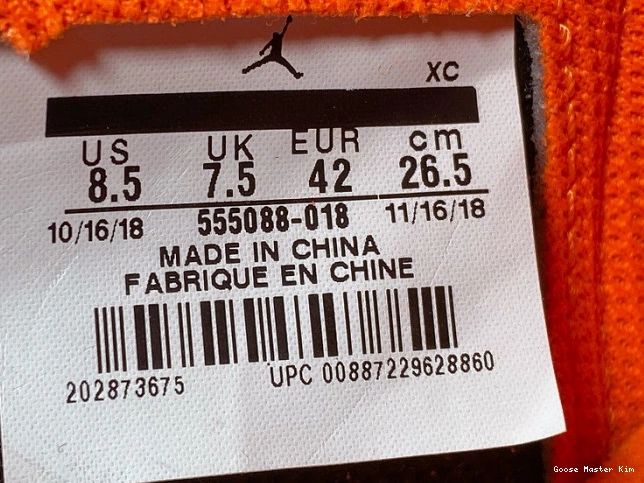 XC
US UK EUR cm
8.5 7.5 42 26.5
10/16/18 555088-018 11/16/18
MADE IN CHINA
FABRIQUE EN CHINE
202873675 UPC 00887229628860
Goose Master Kim